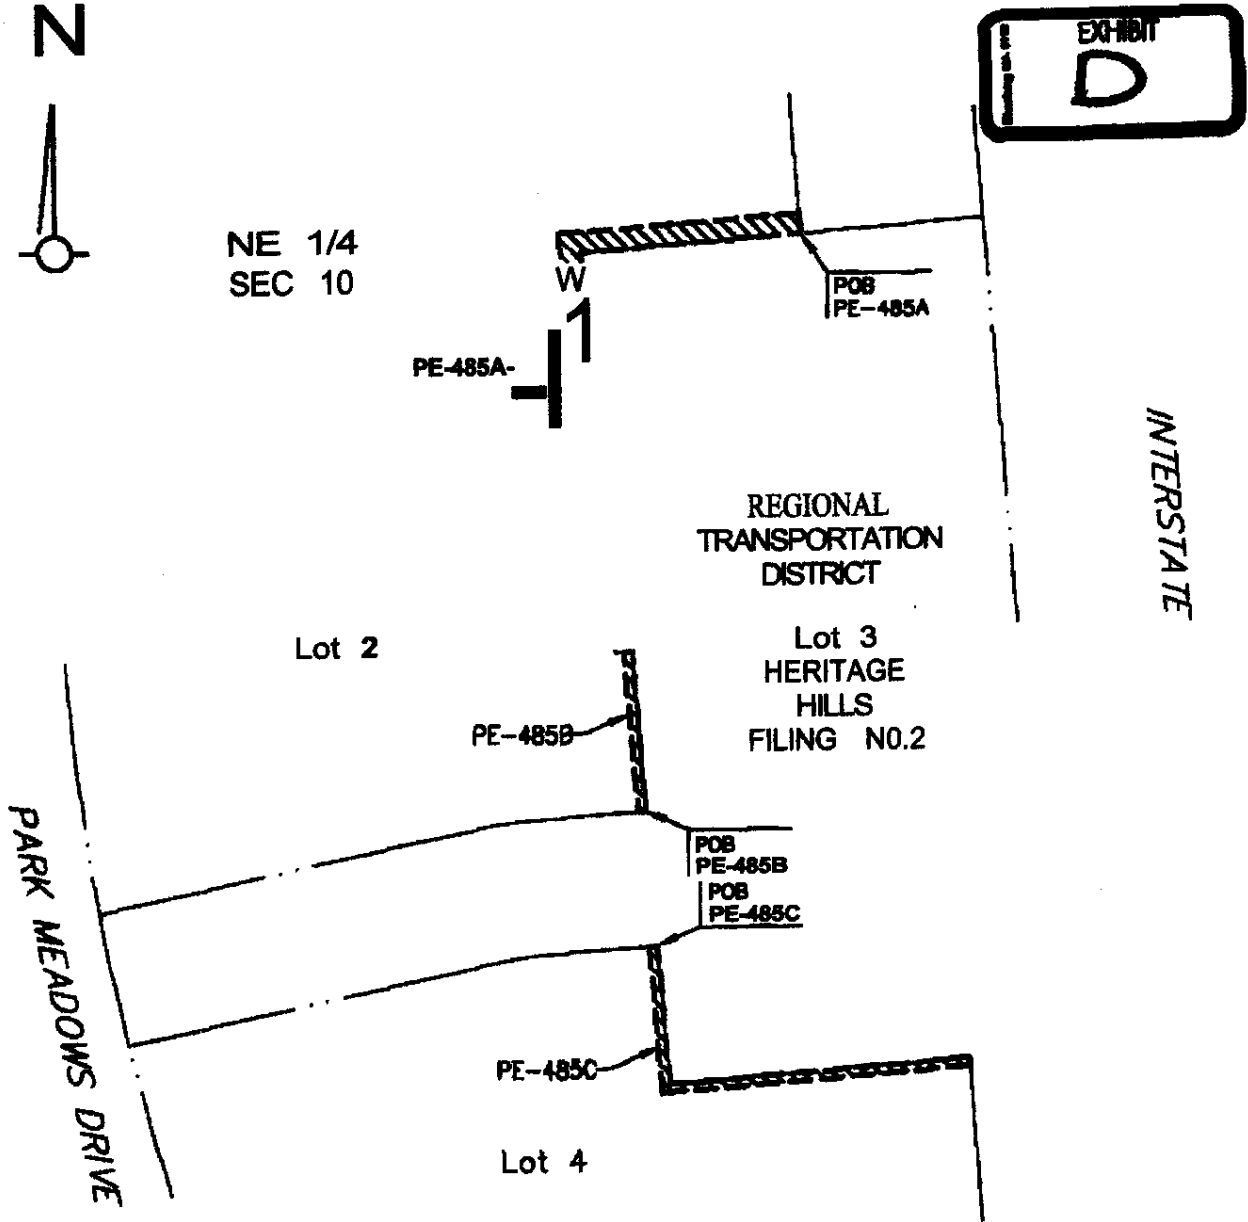 N
EXHIBIT
D
NE 1/4
SEC 10
W
1
POB
PE-485A
PE-485A-
INTERSTATE
REGIONAL
TRANSPORTATION
DISTRICT
Lot 2
Lot 3
HERITAGE
HILLS
FILING N0.2
PE-485B
POB
PE-485B
POB
PE-485C
PARK MEADOWS DRIVE
PE-485C
Lot 4